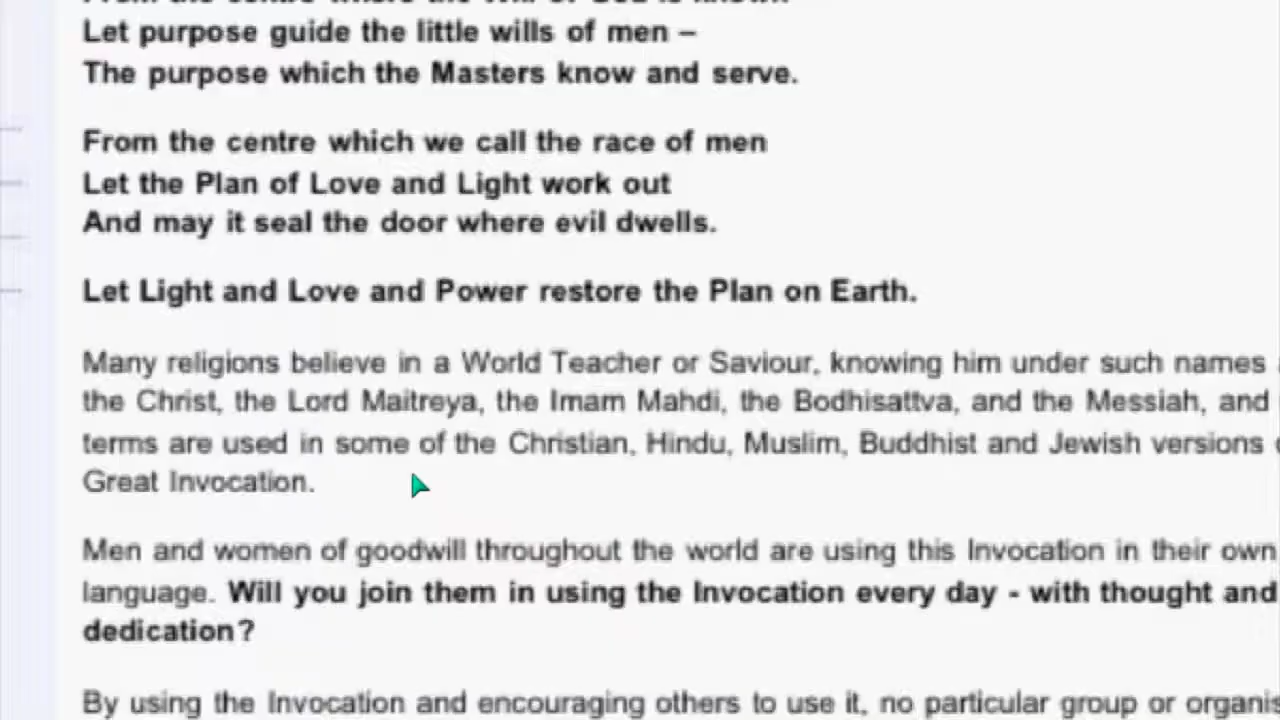 Let purpose guide the little wills of men –
The purpose which the Masters know and serve.
From the centre which we call the race of men
Let the Plan of Love and Light work out
And may it seal the door where evil dwells.
Let Light and Love and Power restore the Plan on Earth.
Many religions believe in a World Teacher or Saviour, knowing him under such names
the Christ, the Lord Maitreya, the Imam Mahdi, the Bodhisattva, and the Messiah, and
terms are used in some of the Christian, Hindu, Muslim, Buddhist and Jewish versions
Great Invocation.
Men and women of goodwill throughout the world are using this Invocation in their own
language. Will you join them in using the Invocation every day - with thought and
dedication?
By using the Invocation and encouraging others to use it, no particular group or